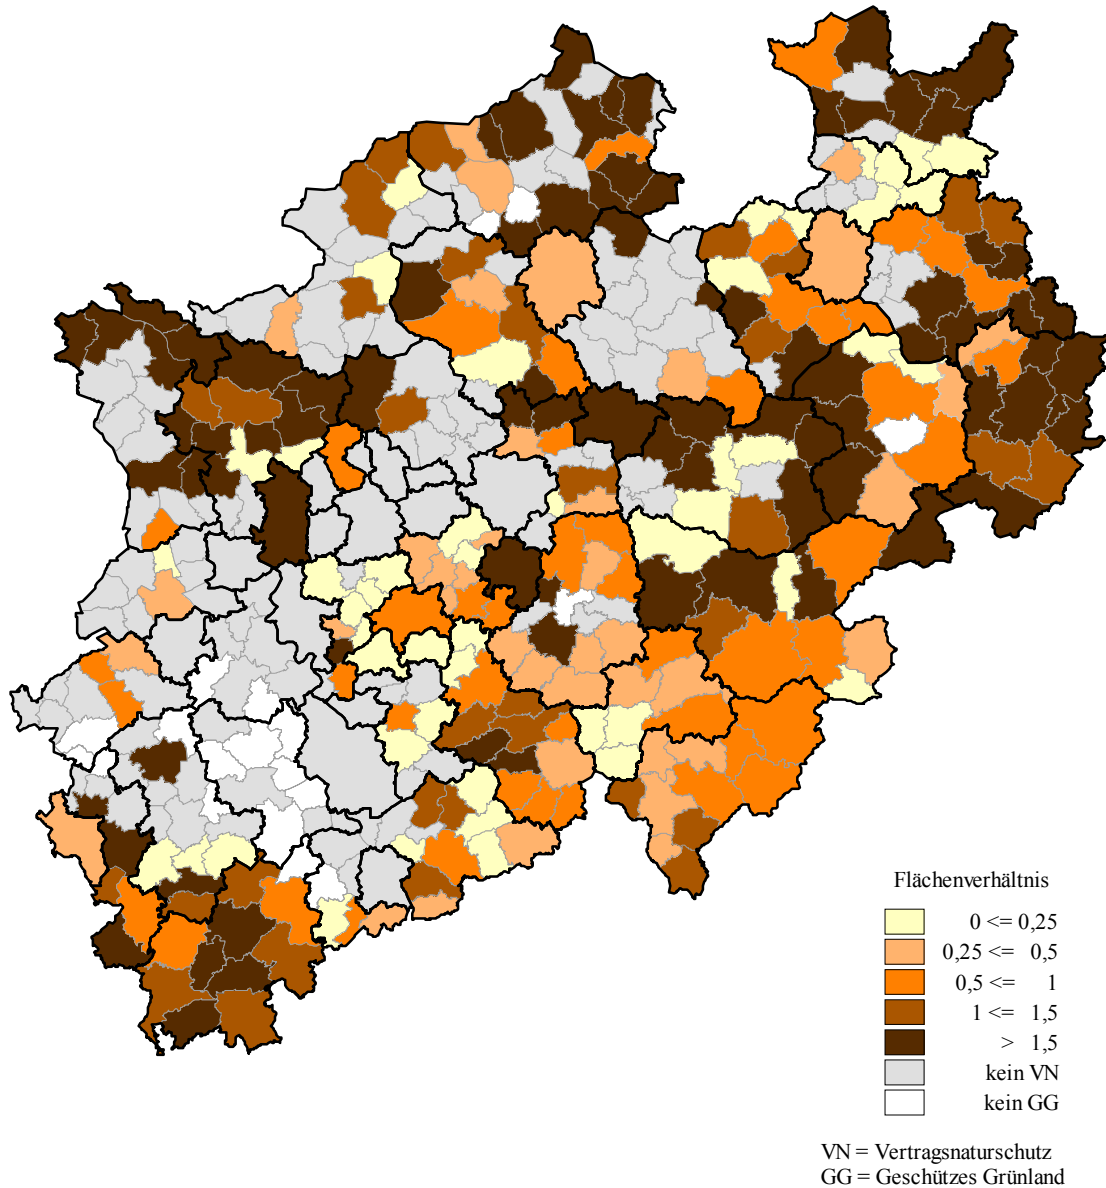 Flächenverhältnis
0 <= 0,25
0,25 <= 0,5
0,5 <= 1
1 <= 1,5
> 1,5
kein VN
kein GG
VN = Vertragsnaturschutz
GG = Geschützes Grünland